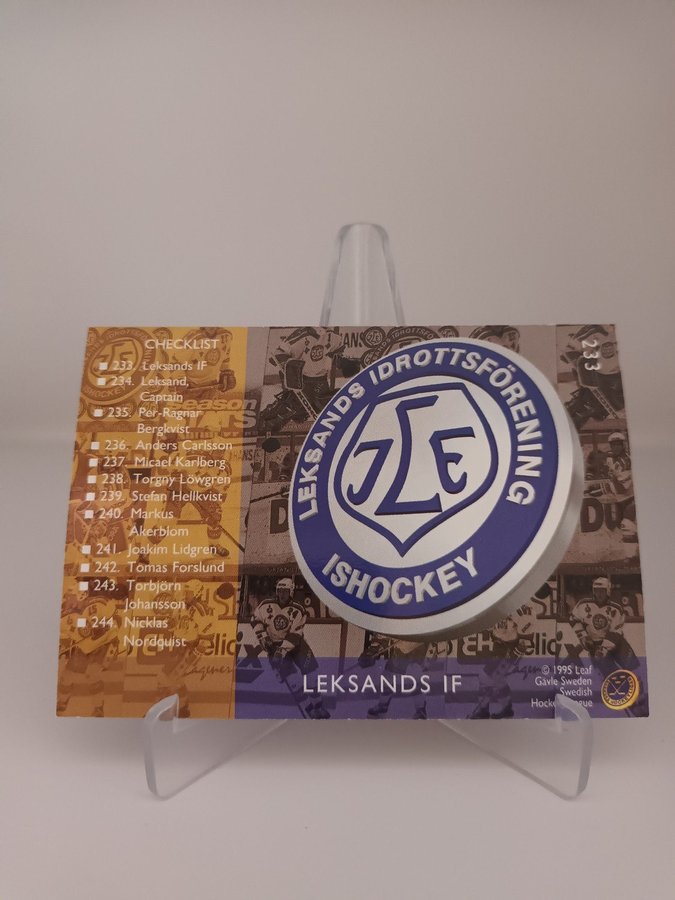 CHECKLIST
233. Leksands IF
234. Leksand,
Captain
235. Per-Ragnar
Bergkvist
236. Anders Carlsson
237. Micael Karlberg
238. Torgny Löwgren
239. Stefan Hellkvist
240. Markus
Akerblom
241. Joakim Lidgren
242. Tomas Forslund
243. Torbjörn
Johansson
244. Nicklas
Nordquist
233
LEKSANDS IDROTTSFÖRENING
JLE
ISHOCKEY
LEKSANDS IF
© 1995 Leaf
Gävle Sweden
Swedish